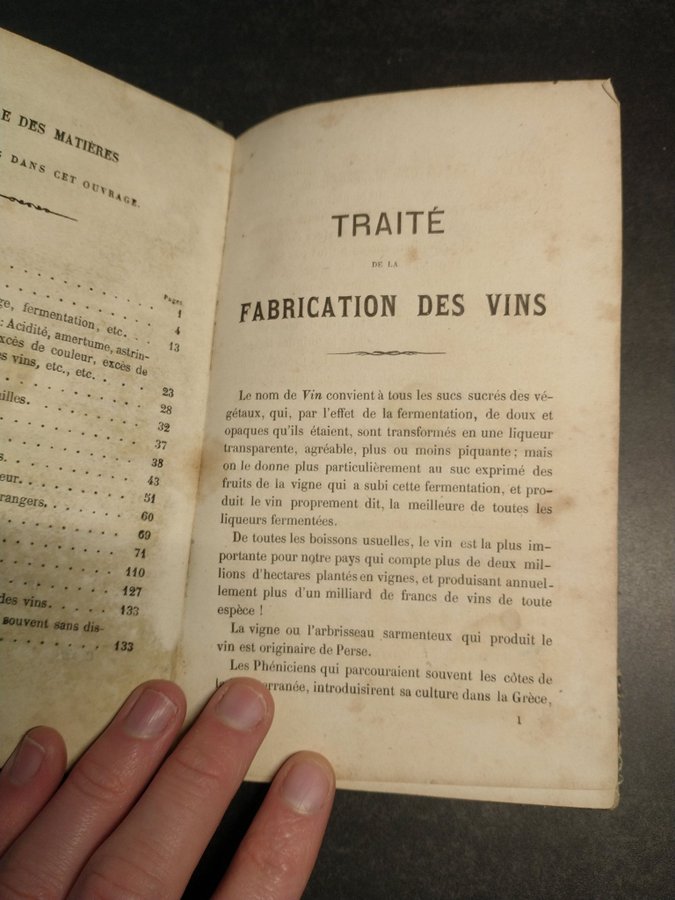 E DES MATIÈRES
DANS CET OUVRAGE.
Pages
1
4
ge, fermentation, etc. . . 13
: Acidité, amertume, astrin-
xcès de couleur, excès de
es vins, etc., etc. . . . . 23
28
uilles. 32
37
s. 38
43
eur. 51
rangers, 60
69
71
110
127
des vins. 133
souvent sans dis-
133
TRAITÉ
DE LA
FABRICATION DES VINS
Le nom de Vin convient à tous les sucs sucrés des vé-
gétaux, qui, par l'effet de la fermentation, de doux et
opaques qu'ils étaient, sont transformés en une liqueur
transparente, agréable, plus ou moins piquante; mais
on le donne plus particulièrement au suc exprimé des
fruits de la vigne qui a subi cette fermentation, et pro-
duit le vin proprement dit, la meilleure de toutes les
liqueurs fermentées.
De toutes les boissons usuelles, le vin est la plus im-
portante pour notre pays qui compte plus de deux mil-
lions d'hectares plantés en vignes, et produisant annuel-
lement plus d'un milliard de francs de vins de toute
espèce !
La vigne ou l'arbrisseau sarmenteux qui produit le
vin est originaire de Perse.
Les Phéniciens qui parcouraient souvent les côtes de
erranée, introduisirent sa culture dans la Grèce,
1